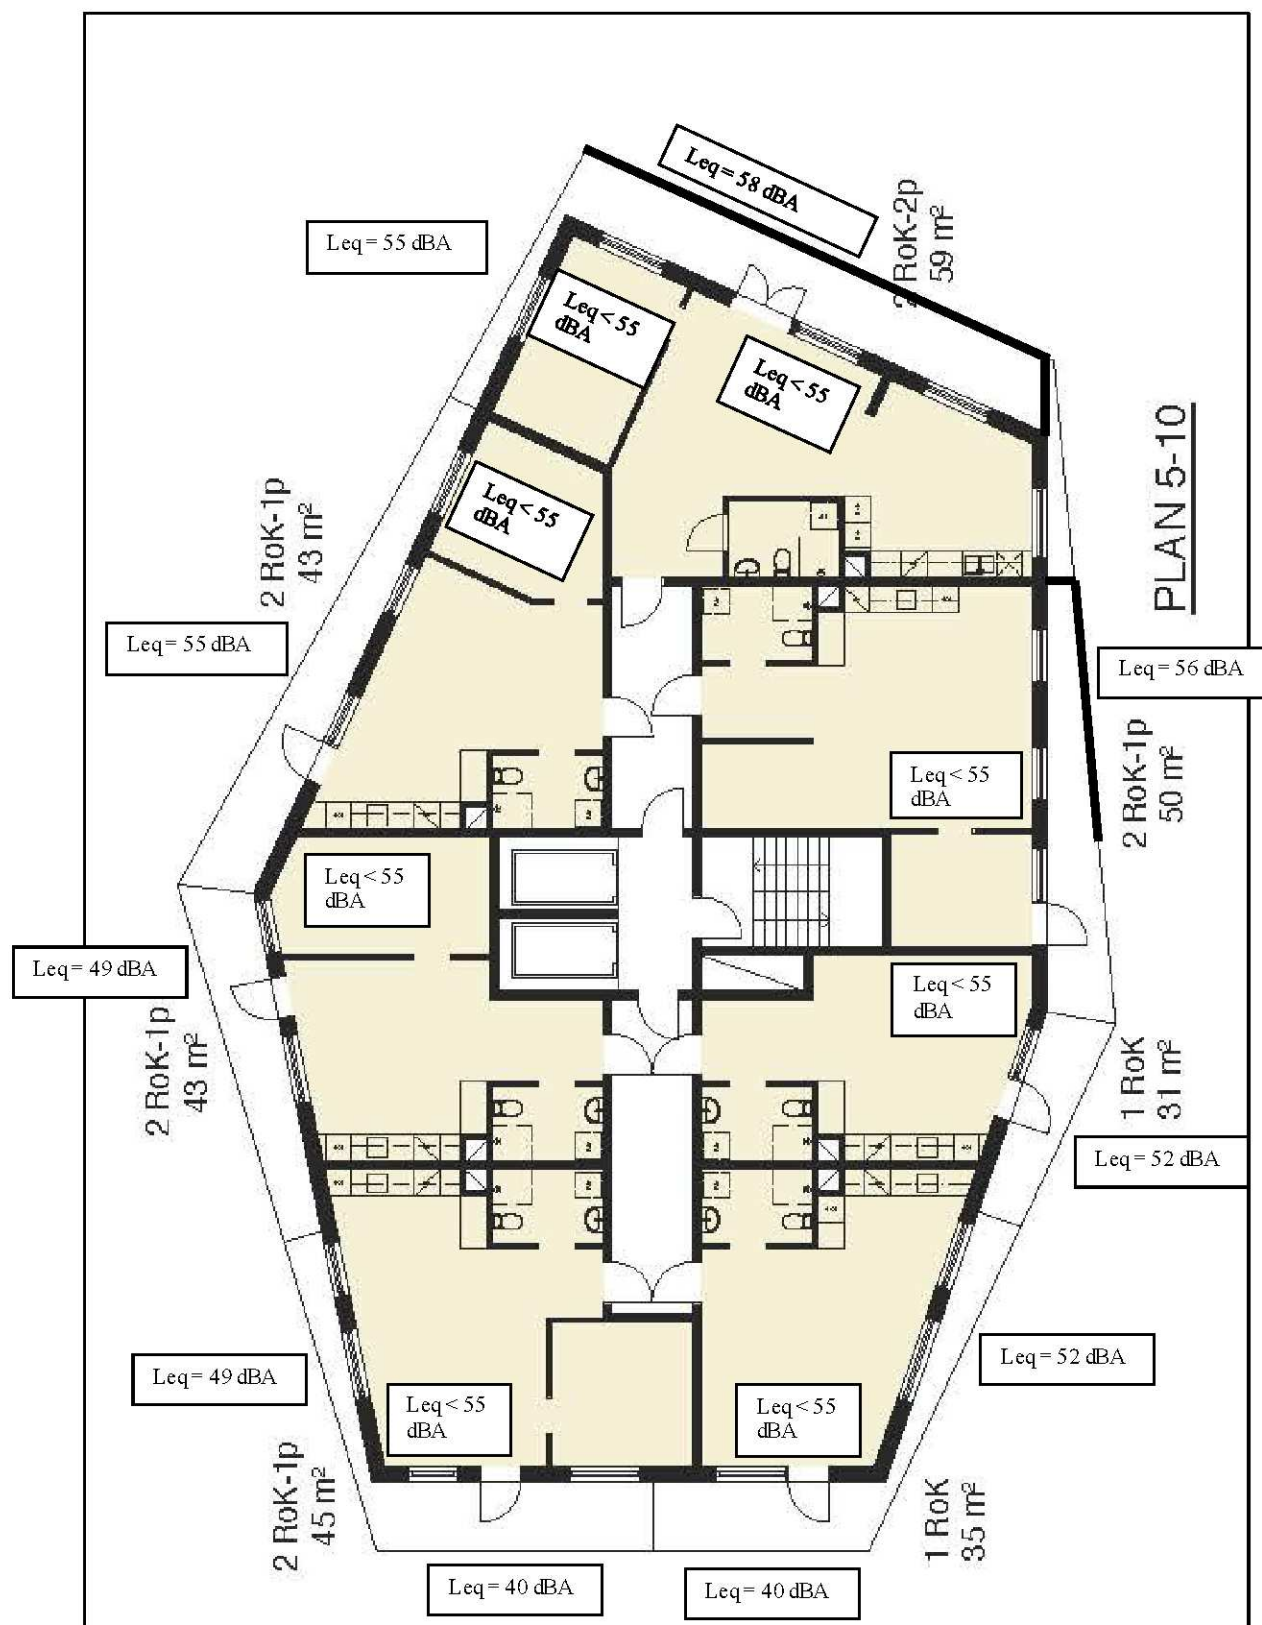 Leq = 58 dBA
2 RoK-2p
59 m²
Leq = 55 dBA
Leq < 55
dBA
Leq < 55
dBA
PLAN 5-10
2 RoK-1p
43 m²
Leq < 55
dBA
Leq = 55 dBA
Leq = 56 dBA
2 RoK-1p
50 m²
Leq < 55
dBA
Leq < 55
dBA
Leq = 49 dBA
2 RoK-1p
43 m²
Leq < 55
dBA
1 RoK
31 m²
Leq = 52 dBA
Leq = 52 dBA
Leq = 49 dBA
Leq < 55
dBA
Leq < 55
dBA
2 RoK-1p
45 m²
1 RoK
35 m²
Leq = 40 dBA
Leq = 40 dBA